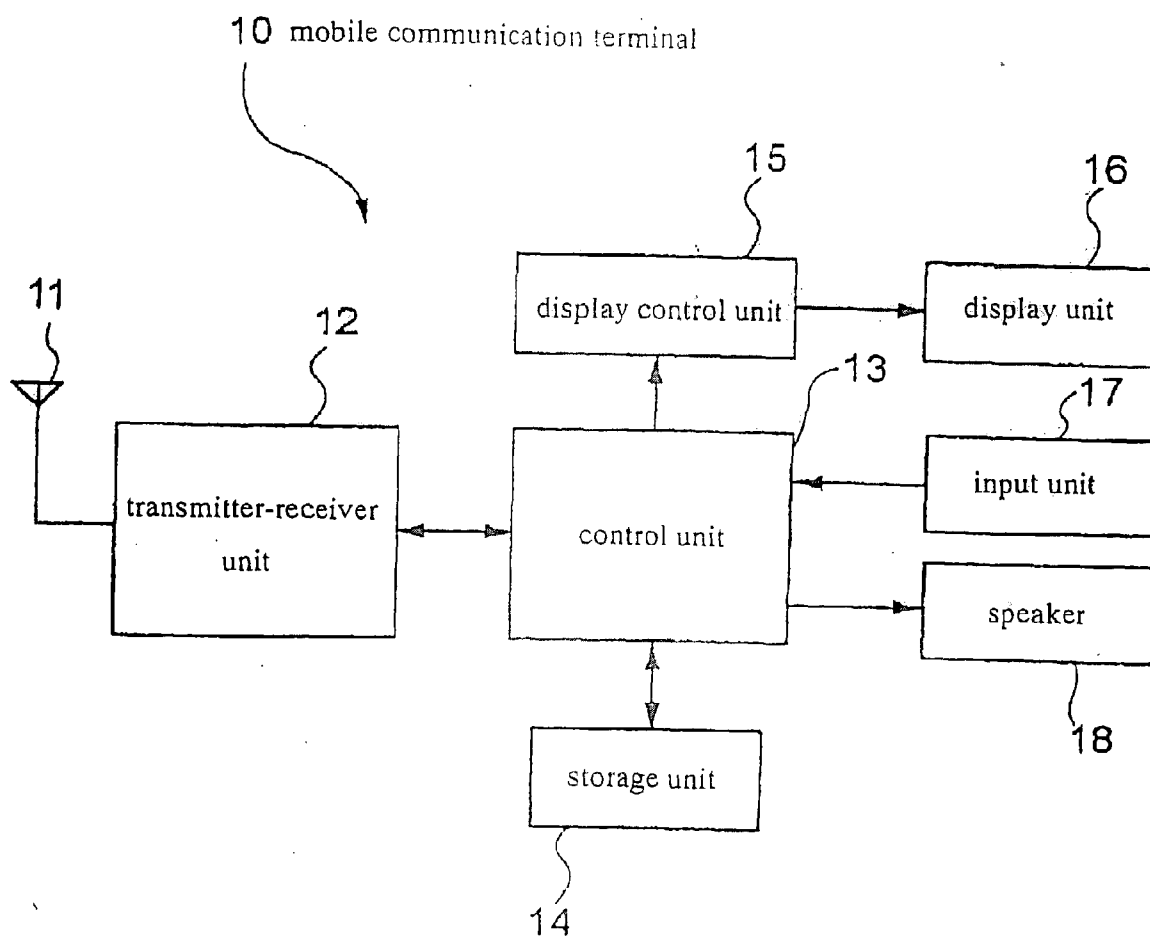 10 mobile communication terminal
15
16
11
12
display control unit
display unit
13
17
transmitter-receiver
unit
control unit
input unit
speaker
storage unit
18
14